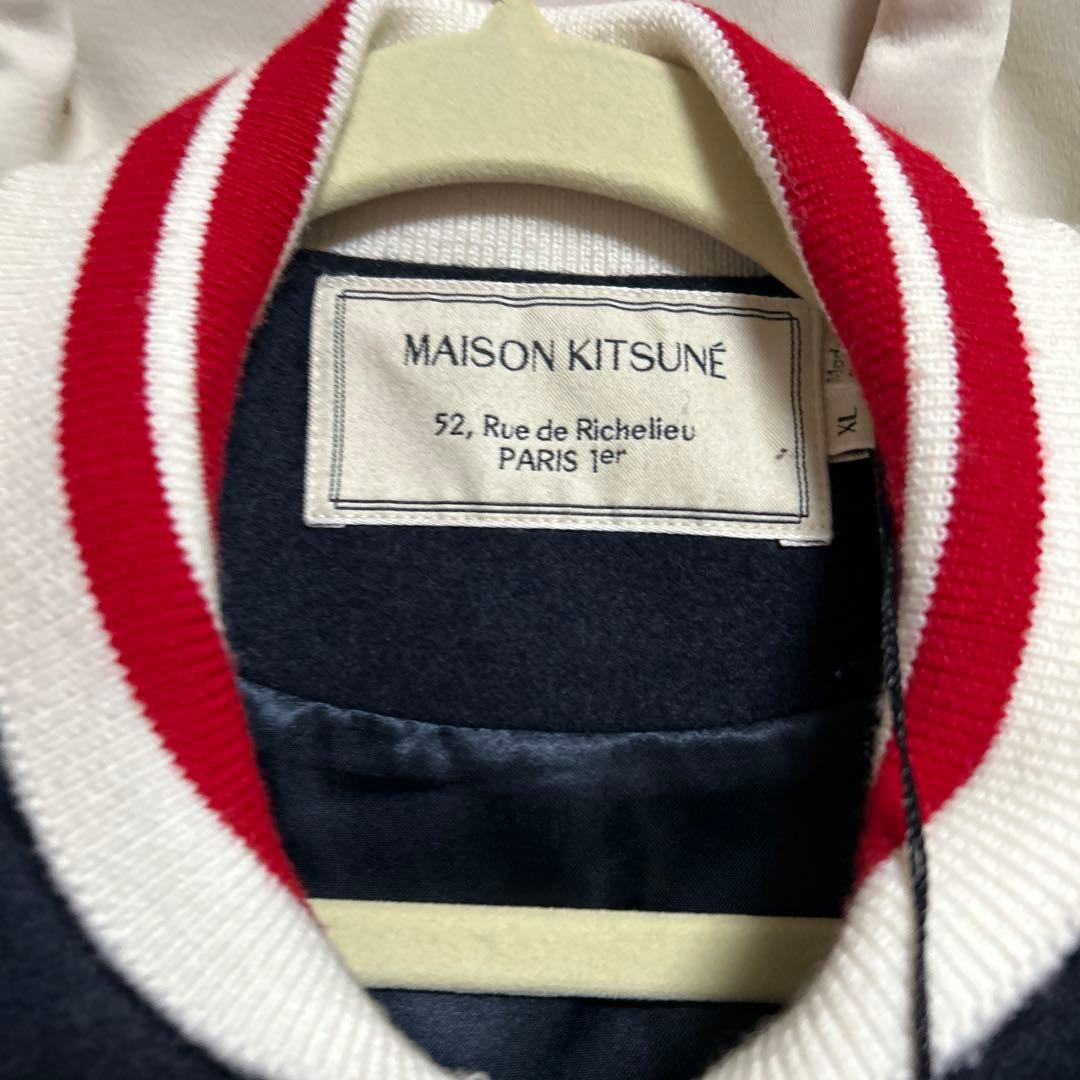 MAISON KITSUNÉ
52, Rue de Richelieu
PARIS 1er
XL